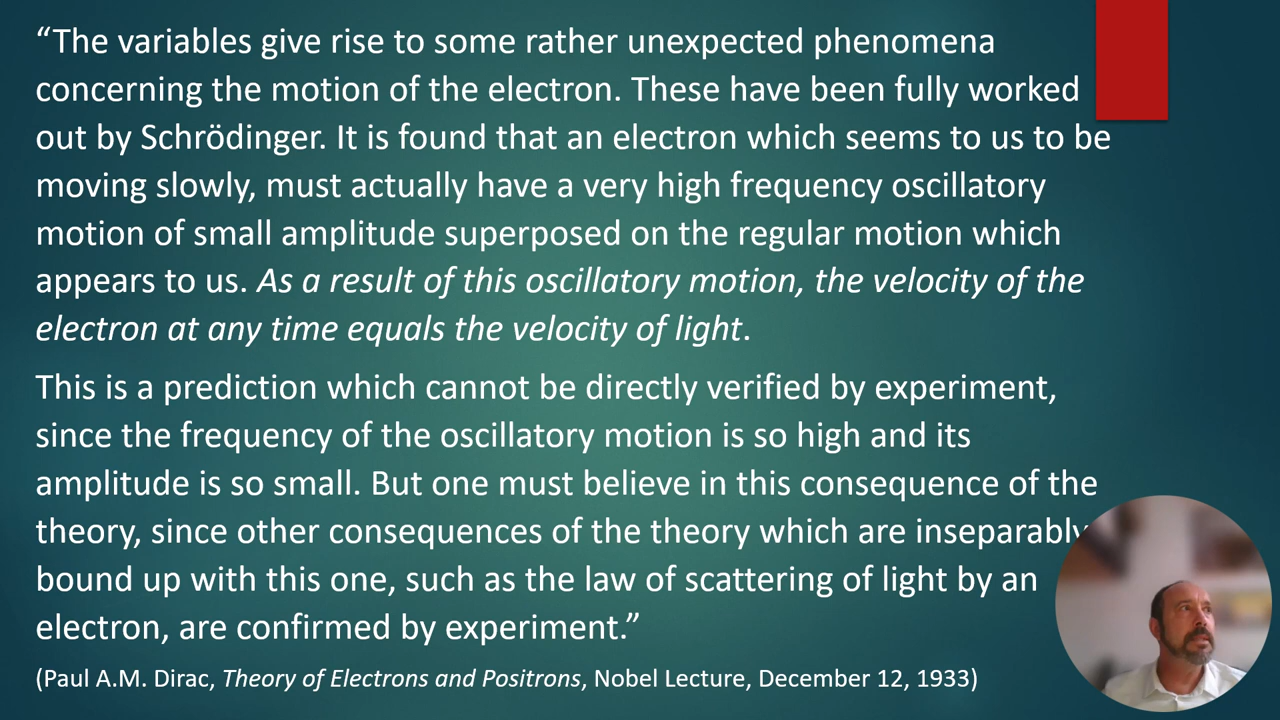 “The variables give rise to some rather unexpected phenomena
concerning the motion of the electron. These have been fully worked
out by Schrödinger. It is found that an electron which seems to us to be
moving slowly, must actually have a very high frequency oscillatory
motion of small amplitude superposed on the regular motion which
appears to us. As a result of this oscillatory motion, the velocity of the
electron at any time equals the velocity of light.
This is a prediction which cannot be directly verified by experiment,
since the frequency of the oscillatory motion is so high and its
amplitude is so small. But one must believe in this consequence of the
theory, since other consequences of the theory which are inseparably
bound up with this one, such as the law of scattering of light by an
electron, are confirmed by experiment.”
(Paul A.M. Dirac, Theory of Electrons and Positrons, Nobel Lecture, December 12, 1933)